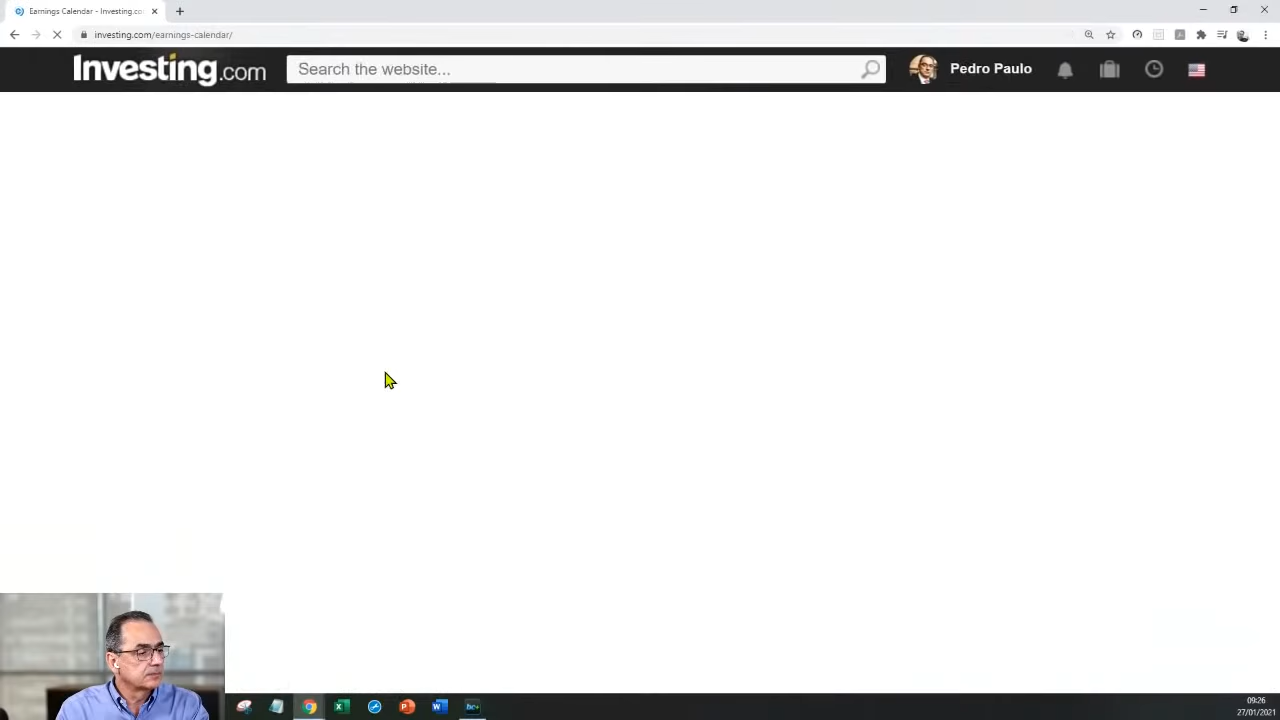 Earnings Calendar - Investing.co
investing.com/earnings-calendar/
Investing.com
Search the website...
Pedro Paulo
09:26
27/01/2021